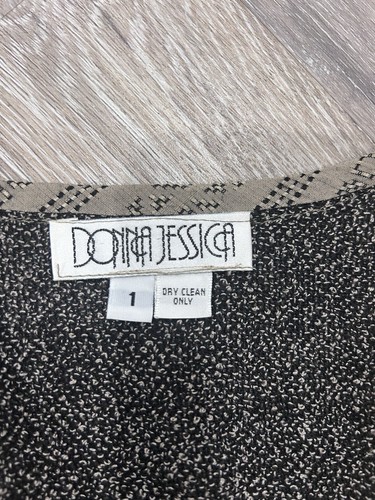 DONNA JESSICA
1
DRY CLEAN
ONLY